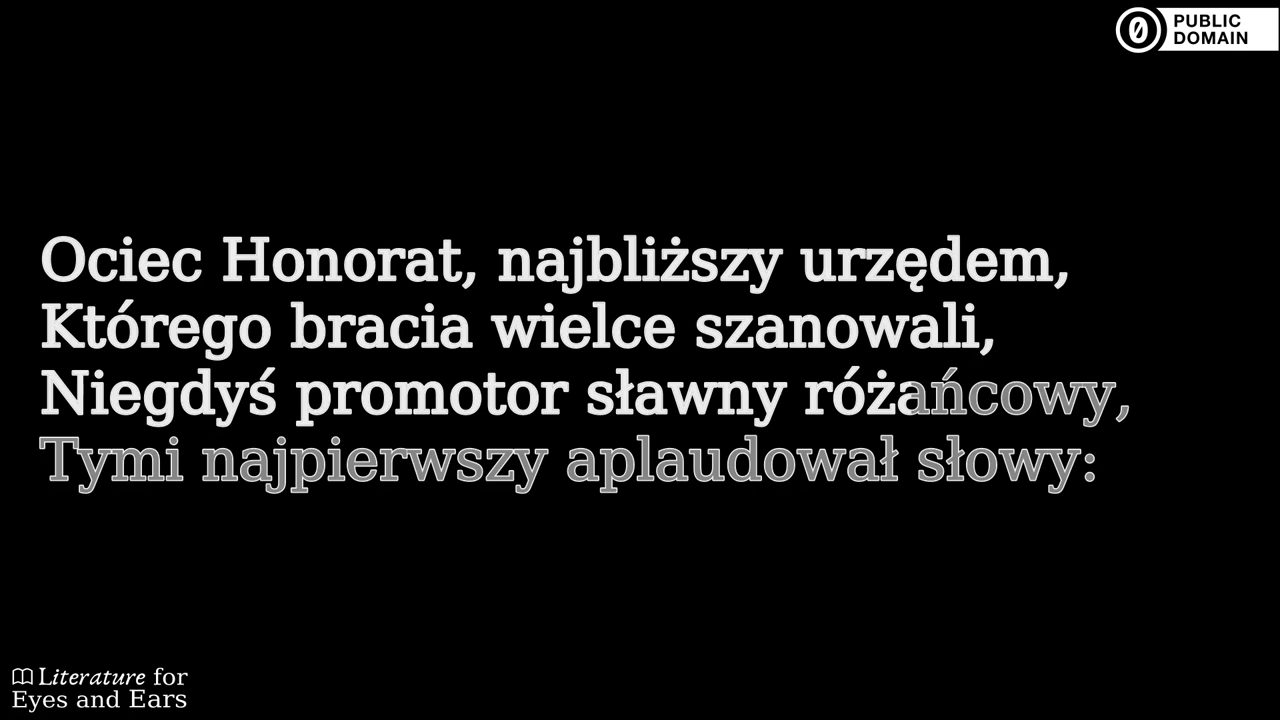 PUBLIC
DOMAIN
Ociec Honorat, najbliższy urzędem,
Którego bracia wielce szanowali,
Niegdyś promotor sławny różańcowy,
Tymi najpierwszy aplaudował słowy:
Literature for
Eyes and Ears